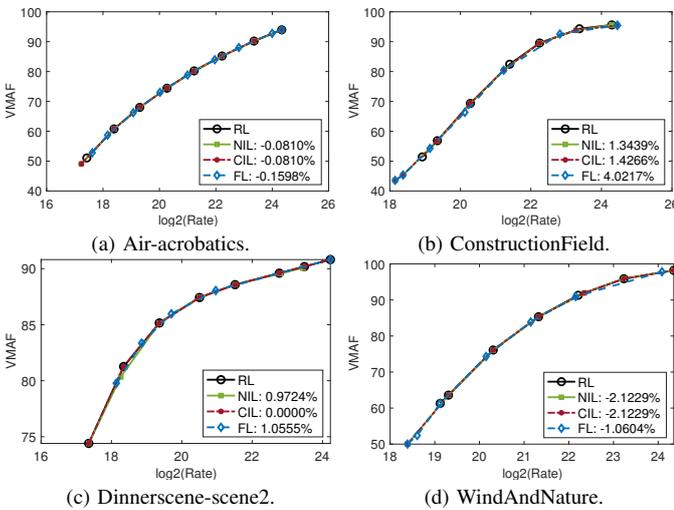 100
90
80
70
60
50
40
VMAF
16 18 20 22 24 26
log2(Rate)
RL
NIL: -0.0810%
CIL: -0.0810%
FL: -0.1598%
(a) Air-acrobatics.
100
90
80
70
60
50
40
VMAF
18 20 22 24 26
log2(Rate)
RL
NIL: 1.3439%
CIL: 1.4266%
FL: 4.0217%
(b) ConstructionField.
90
85
80
75
VMAF
16 18 20 22 24
log2(Rate)
RL
NIL: 0.9724%
CIL: 0.0000%
FL: 1.0555%
(c) Dinnerscene-scene2.
100
90
80
70
60
50
VMAF
18 19 20 21 22 23 24
log2(Rate)
RL
NIL: -2.1229%
CIL: -2.1229%
FL: -1.0604%
(d) WindAndNature.